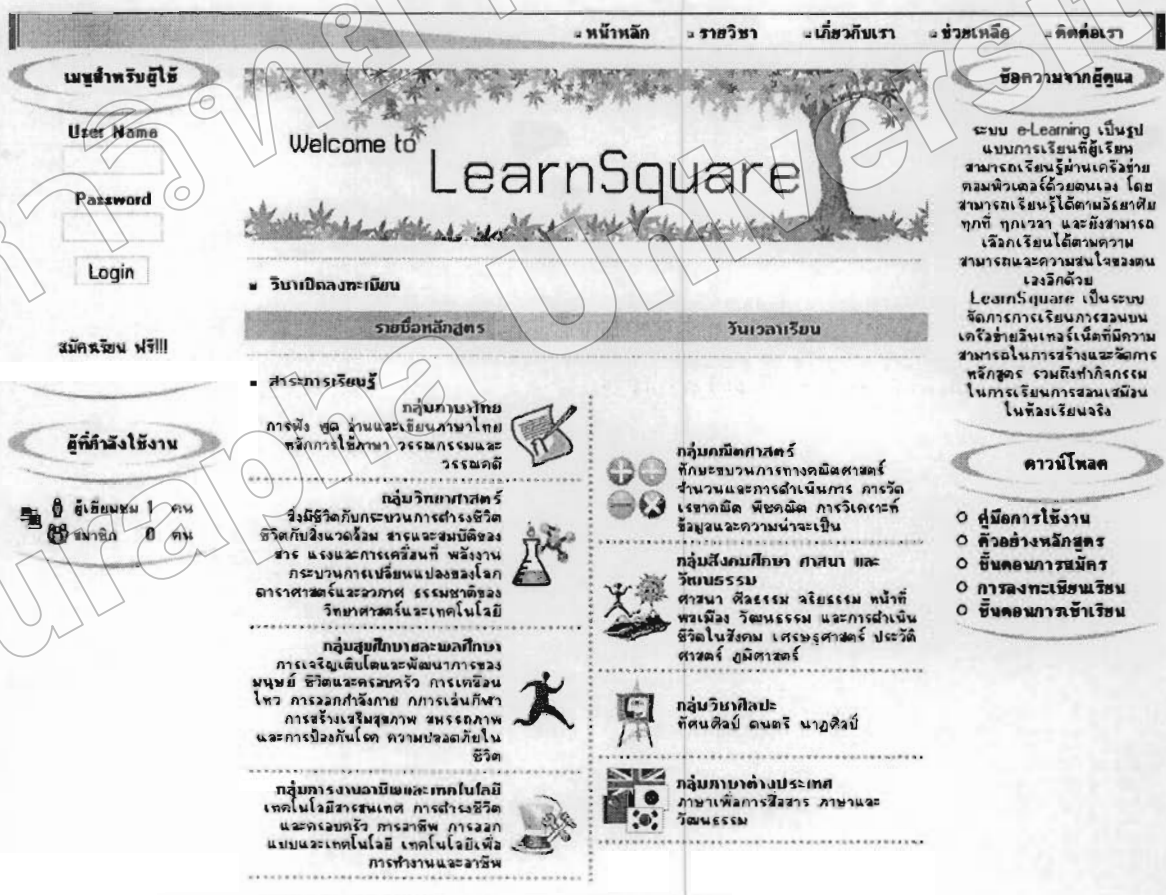 หน้าหลัก รายวิชา เกี่ยวกับเรา ช่วยเหลือ ติดต่อเรา
เมนูสำหรับผู้ใช้
User Name
Password
Login
สมัครเรียน ฟรี!!!
ผู้ที่กำลังใช้งาน
ผู้เยี่ยมชม 1 คน
สมาชิก 0 คน
Welcome to
LearnSquare
วิชาเปิดลงทะเบียน
รายชื่อหลักสูตร วันเวลาเรียน
สาระการเรียนรู้
กลุ่มภาษาไทย
การฟัง พูด อ่านและเขียนภาษาไทย
หลักการใช้ภาษา วรรณกรรมและ
วรรณคดี
กลุ่มวิทยาศาสตร์
สิ่งมีชีวิตกับกระบวนการดำรงชีวิต
ชีวิตกับสิ่งแวดล้อม สารและสมบัติของ
สาร แรงและการเคลื่อนที่ พลังงาน
กระบวนการเปลี่ยนแปลงของโลก
ดาราศาสตร์และอวกาศ ธรรมชาติของ
วิทยาศาสตร์และเทคโนโลยี
กลุ่มสุขศึกษาและพลศึกษา
การเจริญเติบโตและพัฒนาการของ
มนุษย์ ชีวิตและครอบครัว การเคลื่อน
ไหว การออกกำลังกาย กการเล่นกีฬา
การสร้างเสริมสุขภาพ สมรรถภาพ
และการป้องกันโรค ความปลอดภัยใน
ชีวิต
กลุ่มการงานอาชีพและเทคโนโลยี
เทคโนโลยีสารสนเทศ การดำรงชีวิต
และครอบครัว การอาชีพ การออก
แบบและเทคโนโลยี เทคโนโลยีเพื่อ
การทำงานและอาชีพ
กลุ่มคณิตศาสตร์
ทักษะขบวนการทางคณิตศาสตร์
จำนวนและการดำเนินการ การวัด
เรขาคณิต พีชคณิต การวิเคราะห์
ข้อมูลและความน่าจะเป็น
กลุ่มสังคมศึกษา ศาสนา และ
วัฒนธรรม
ศาสนา ศีลธรรม จริยธรรม หน้าที่
พลเมือง วัฒนธรรม และการดำเนิน
ชีวิตในสังคม เศรษฐศาสตร์ ประวัติ
ศาสตร์ ภูมิศาสตร์
กลุ่มวิชาศิลปะ
ทัศนศิลป์ ดนตรี นาฏศิลป์
กลุ่มภาษาต่างประเทศ
ภาษาเพื่อการสื่อสาร ภาษาและ
วัฒนธรรม
ข้อความจากผู้ดูแล
ระบบ e-Learning เป็นรูป
แบบการเรียนที่ผู้เรียน
สามารถเรียนรู้ผ่านเครือข่าย
คอมพิวเตอร์ด้วยตนเอง โดย
สามารถเรียนรู้ได้ตามอัธยาศัย
ทุกที่ ทุกเวลา และยังสามารถ
เลือกเรียนได้ตามความ
สามารถและความสนใจของตน
เองอีกด้วย
LearnSquare เป็นระบบ
จัดการการเรียนการสอนบน
เครือข่ายอินเทอร์เน็ตที่มีความ
สามารถในการสร้างและจัดการ
หลักสูตร รวมถึงทำกิจกรรม
ในการเรียนการสอนเสมือน
ในห้องเรียนจริง
ดาวน์โหลด
คู่มือการใช้งาน
ตัวอย่างหลักสูตร
ขั้นตอนการสมัคร
การลงทะเบียนเรียน
ขั้นตอนการเข้าเรียน
Burapha University